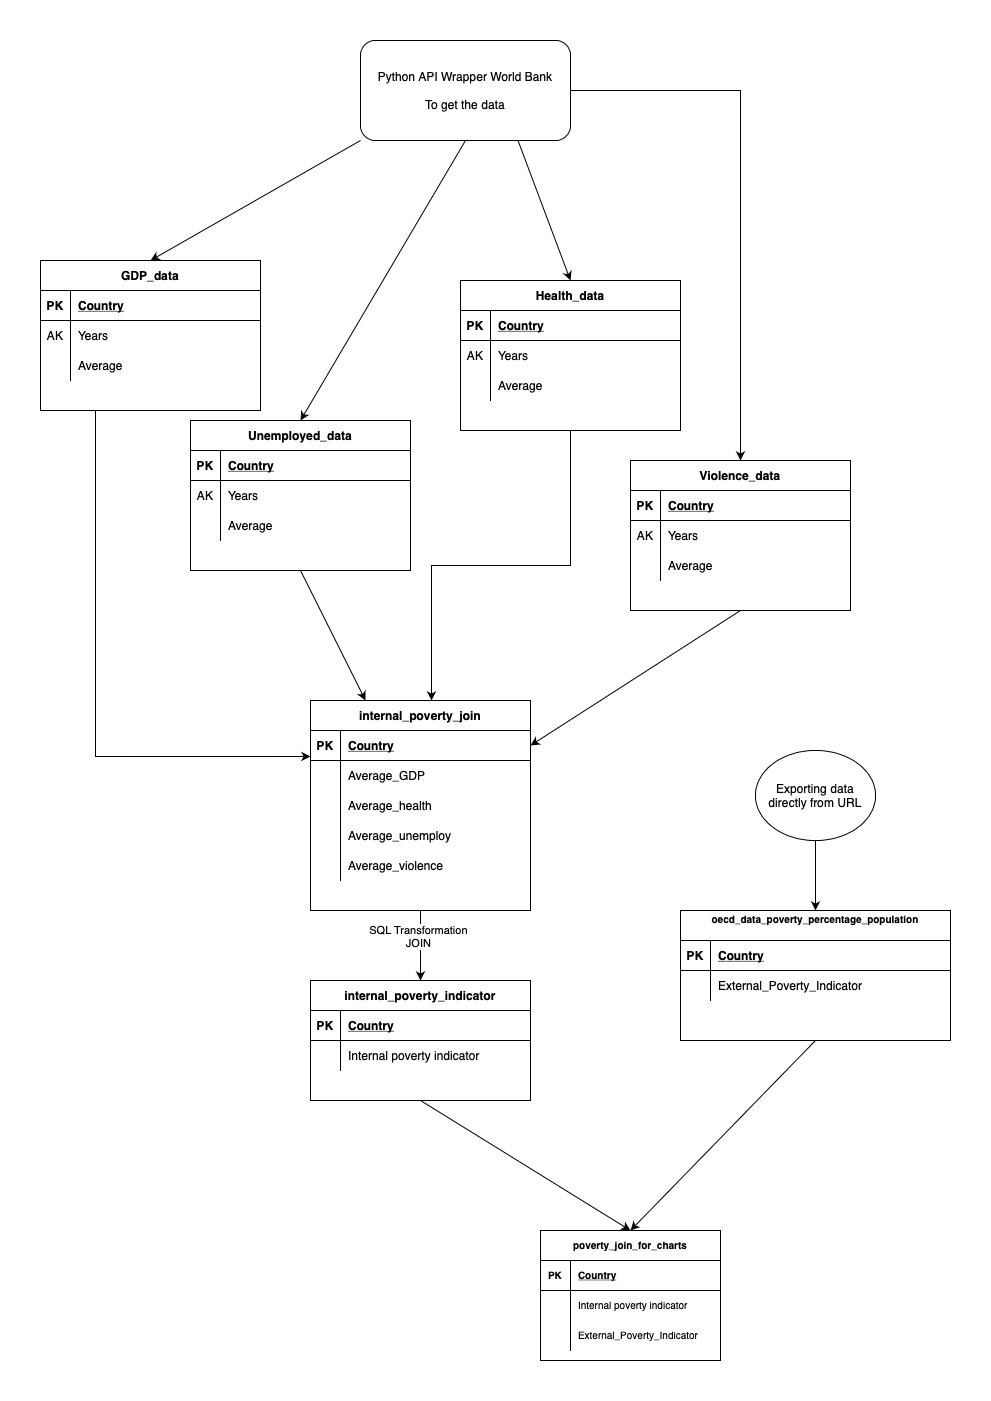 Python API Wrapper World Bank
To get the data
GDP_data
PK Country
AK Years
Average
Health_data
PK Country
AK Years
Average
Unemployed_data
PK Country
AK Years
Average
Violence_data
PK Country
AK Years
Average
internal_poverty_join
PK Country
Average_GDP
Average_health
Average_unemploy
Average_violence
Exporting data
directly from URL
SQL Transformation
JOIN
oecd_data_poverty_percentage_population
PK Country
External_Poverty_Indicator
internal_poverty_indicator
PK Country
Internal poverty indicator
poverty_join_for_charts
PK Country
Internal poverty indicator
External_Poverty_Indicator